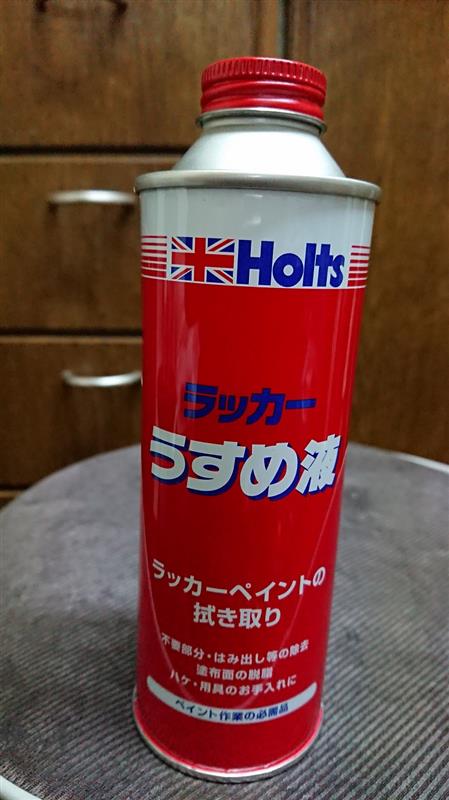 Holts
ラッカー
うすめ液
ラッカーペイントの
拭き取り
不要部分・はみ出し等の除去
塗布面の脱脂
ハケ・用具のお手入れに
ペイント作業の必需品